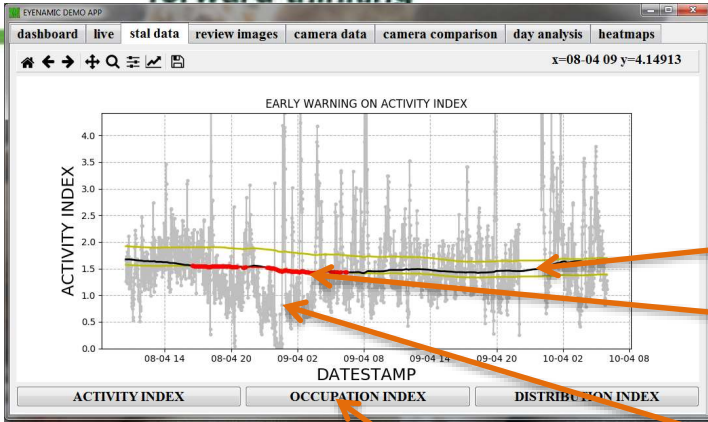 forward thinking
EYENAMIC DEMO APP
dashboard live stal data review images camera data camera comparison day analysis heatmaps
x=08-04 09 y=4.14913
EARLY WARNING ON ACTIVITY INDEX
ACTIVITY INDEX
4.0
3.5
3.0
2.5
2.0
1.5
1.0
0.5
0.0
08-04 14 08-04 20 09-04 02 09-04 08 09-04 14 09-04 20 10-04 02 10-04 08
DATESTAMP
ACTIVITY INDEX OCCUPATION INDEX DISTRIBUTION INDEX